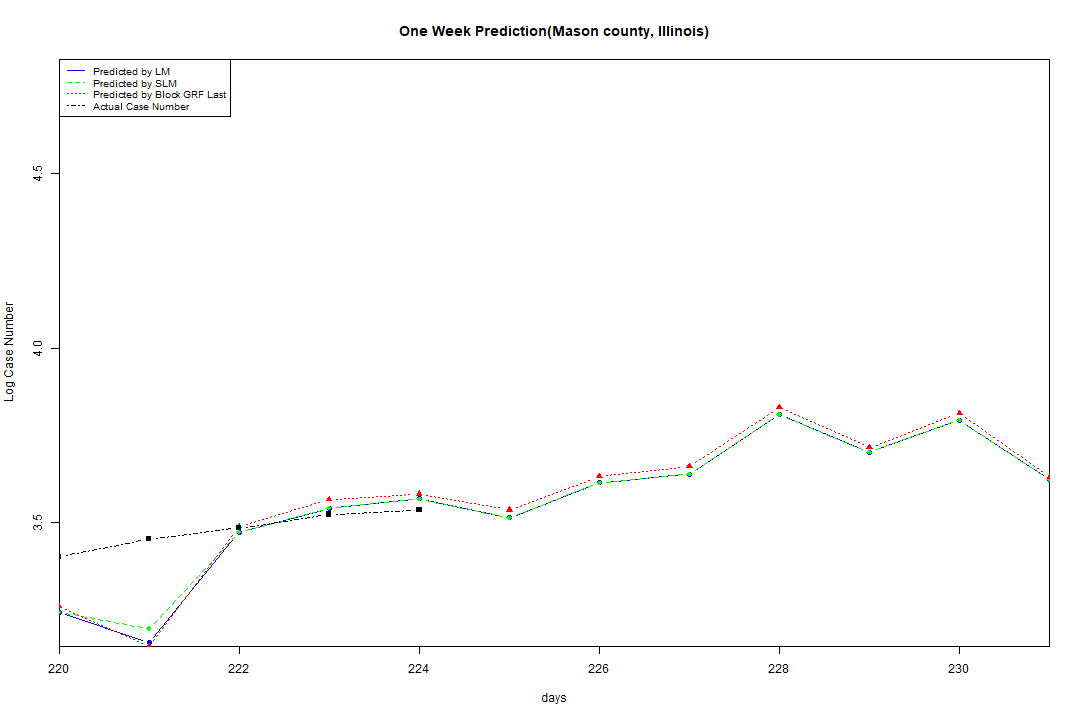 One Week Prediction(Mason county, Illinois)
Predicted by LM
Predicted by SLM
Predicted by Block GRF Last
Actual Case Number
4.5
4.0
3.5
Log Case Number
220 222 224 226 228 230
days